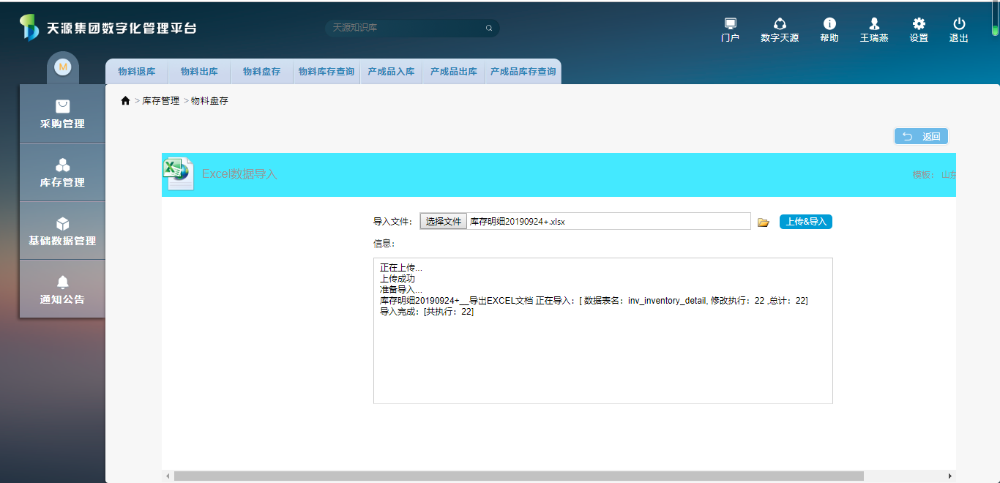 天源集团数字化管理平台
天源知识库
门户 数字天源 帮助 王瑞燕 设置 退出
M
物料退库 物料出库 物料盘存 物料库存查询 产成品入库 产成品出库 产成品库存查询
> 库存管理 > 物料盘存
采购管理
库存管理
基础数据管理
通知公告
返回
Excel数据导入
模板： 山东
导入文件： 选择文件 库存明细20190924+.xlsx 上传&导入
信息：
正在上传...
上传成功
准备导入...
库存明细20190924+__导出EXCEL文档 正在导入：[ 数据表名：inv_inventory_detail, 修改执行：22 ,总计：22]
导入完成：[共执行：22]